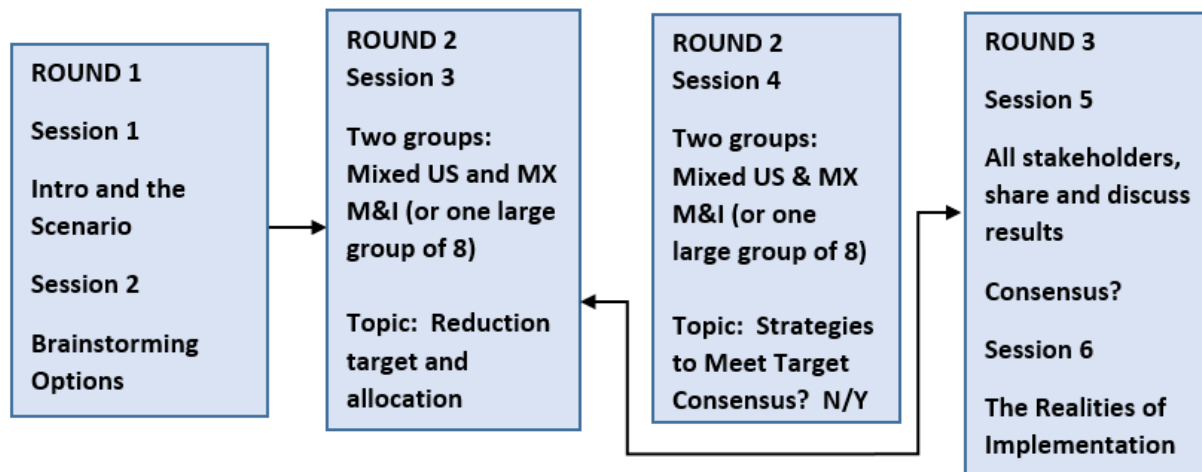 ROUND 1
Session 1
Intro and the
Scenario
Session 2
Brainstorming
Options
ROUND 2
Session 3
Two groups:
Mixed US and MX
M&I (or one large
group of 8)
Topic:  Reduction
target and
allocation
ROUND 2
Session 4
Two groups:
Mixed US & MX
M&I (or one
large group of 8)
Topic:  Strategies
to Meet Target
Consensus?  N/Y
ROUND 3
Session 5
All stakeholders,
share and discuss
results
Consensus?
Session 6
The Realities of
Implementation